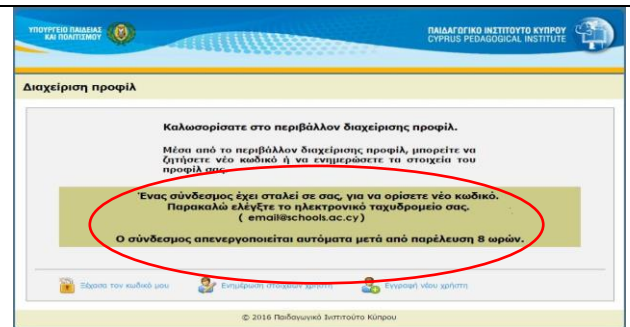 ΥΠΟΥΡΓΕΙΟ ΠΑΙΔΕΙΑΣ
ΚΑΙ ΠΟΛΙΤΙΣΜΟΥ
ΠΑΙΔΑΓΩΓΙΚΟ ΙΝΣΤΙΤΟΥΤΟ ΚΥΠΡΟΥ
CYPRUS PEDAGOGICAL INSTITUTE
Διαχείριση προφίλ
Καλωσορίσατε στο περιβάλλον διαχείρισης προφίλ.
Μέσα από το περιβάλλον διαχείρισης προφίλ, μπορείτε να
ζητήσετε νέο κωδικό ή να ενημερώσετε τα στοιχεία του
προφίλ σας.
Ένας σύνδεσμος έχει σταλεί σε σας, για να ορίσετε νέο κωδικό.
Παρακαλώ ελέγξτε το ηλεκτρονικό ταχυδρομείο σας.
( email@schools.ac.cy)
Ο σύνδεσμος απενεργοποιείται αυτόματα μετά από παρέλευση 8 ωρών.
Ξέχασα τον κωδικό μου
Ενημέρωση στοιχείων χρήστη
Εγγραφή νέου χρήστη
© 2016 Παιδαγωγικό Ινστιτούτο Κύπρου